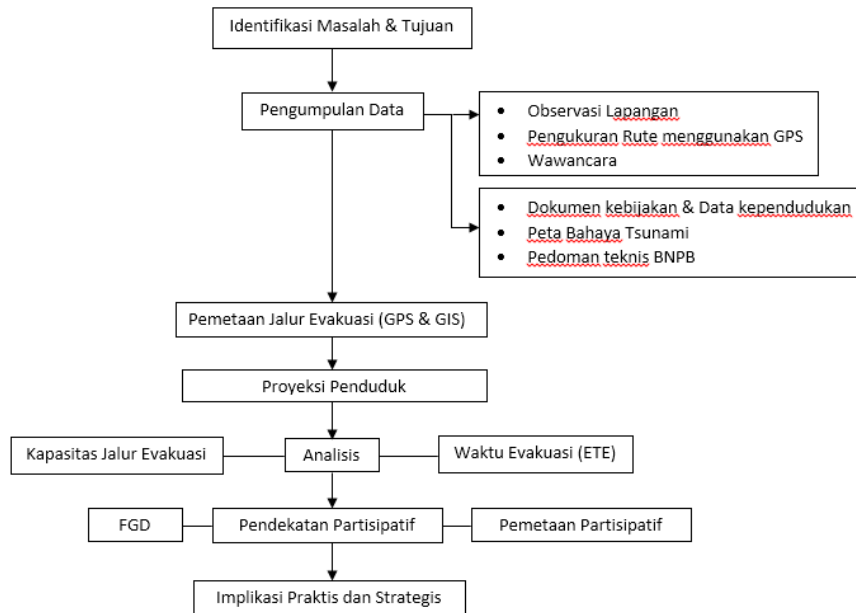 Identifikasi Masalah & Tujuan
Pengumpulan Data
Observasi Lapangan
Pengukuran Rute menggunakan GPS
Wawancara
Dokumen kebijakan & Data kependudukan
Peta Bahaya Tsunami
Pedoman teknis BNPB
Pemetaan Jalur Evakuasi (GPS & GIS)
Proyeksi Penduduk
Kapasitas Jalur Evakuasi
Analisis
Waktu Evakuasi (ETE)
FGD
Pendekatan Partisipatif
Pemetaan Partisipatif
Implikasi Praktis dan Strategis